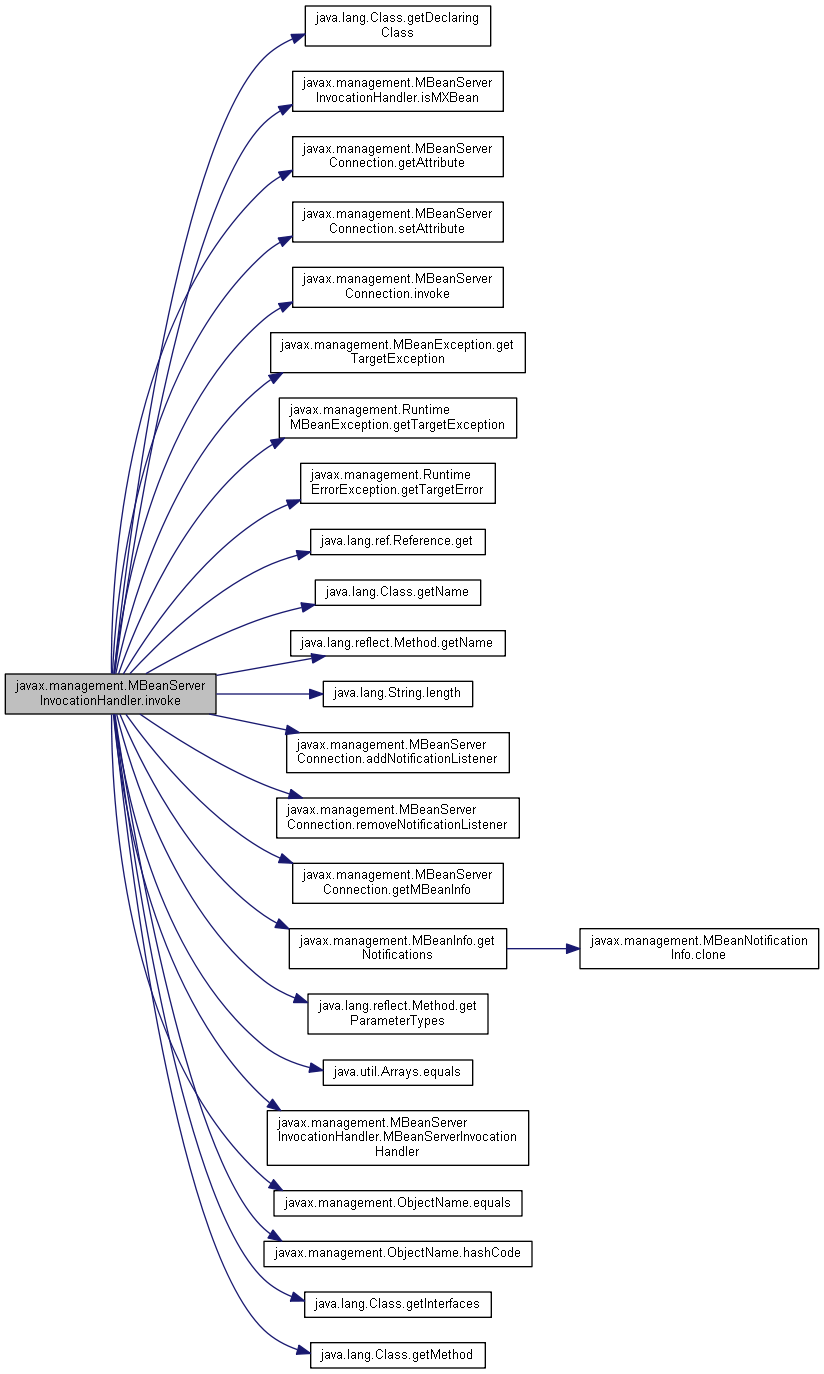 java.lang.Class.getDeclaring
Class
javax.management.MBeanServer
InvocationHandler.isMXBean
javax.management.MBeanServer
Connection.getAttribute
javax.management.MBeanServer
Connection.setAttribute
javax.management.MBeanServer
Connection.invoke
javax.management.MBeanException.get
TargetException
javax.management.Runtime
MBeanException.getTargetException
javax.management.Runtime
ErrorException.getTargetError
java.lang.ref.Reference.get
java.lang.Class.getName
java.lang.reflect.Method.getName
javax.management.MBeanServer
InvocationHandler.invoke
java.lang.String.length
javax.management.MBeanServer
Connection.addNotificationListener
javax.management.MBeanServer
Connection.removeNotificationListener
javax.management.MBeanServer
Connection.getMBeanInfo
javax.management.MBeanInfo.get
Notifications
javax.management.MBeanNotification
Info.clone
java.lang.reflect.Method.get
ParameterTypes
java.util.Arrays.equals
javax.management.MBeanServer
InvocationHandler.MBeanServerInvocation
Handler
javax.management.ObjectName.equals
javax.management.ObjectName.hashCode
java.lang.Class.getInterfaces
java.lang.Class.getMethod